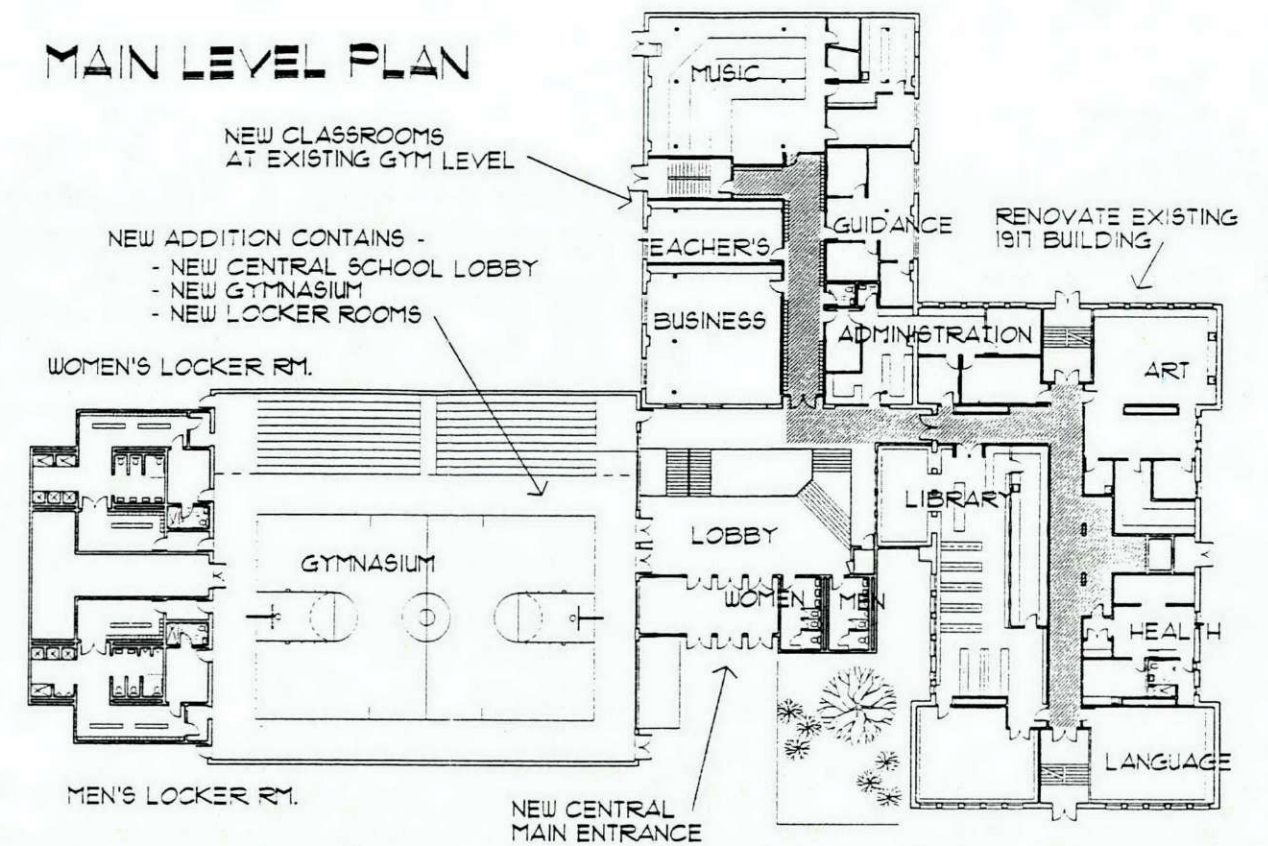 MAIN LEVEL PLAN
MUSIC
NEW CLASSROOMS
AT EXISTING GYM LEVEL
GUIDANCE
RENOVATE EXISTING
1917 BUILDING
TEACHER'S
NEW ADDITION CONTAINS -
- NEW CENTRAL SCHOOL LOBBY
- NEW GYMNASIUM
- NEW LOCKER ROOMS
BUSINESS
ADMINISTRATION
WOMEN'S LOCKER RM.
ART
LIBRARY
LOBBY
GYMNASIUM
WOMEN
MEN
HEALTH
LANGUAGE
MEN'S LOCKER RM.
NEW CENTRAL
MAIN ENTRANCE